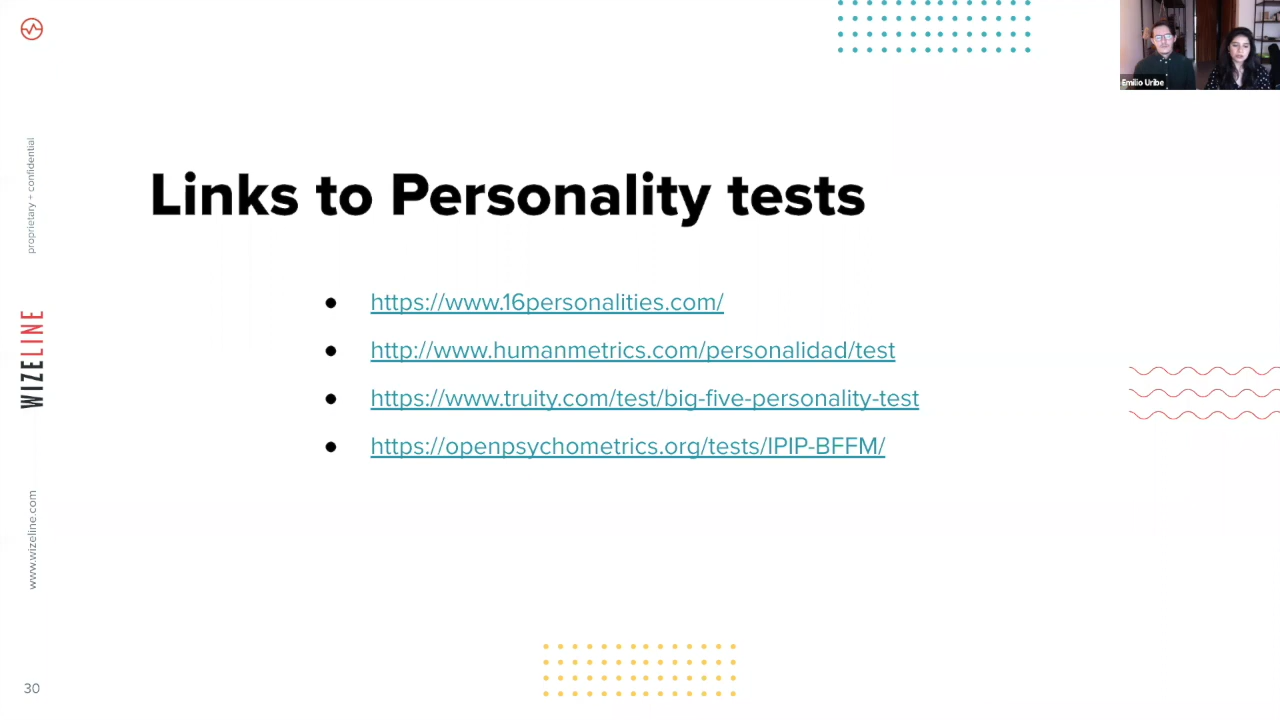 Emilio Uribe
proprietary + confidential
WIZELINE
www.wizeline.com
Links to Personality tests
● https://www.16personalities.com/
● http://www.humanmetrics.com/personalidad/test
● https://www.truity.com/test/big-five-personality-test
● https://openpsychometrics.org/tests/IPIP-BFFM/
30